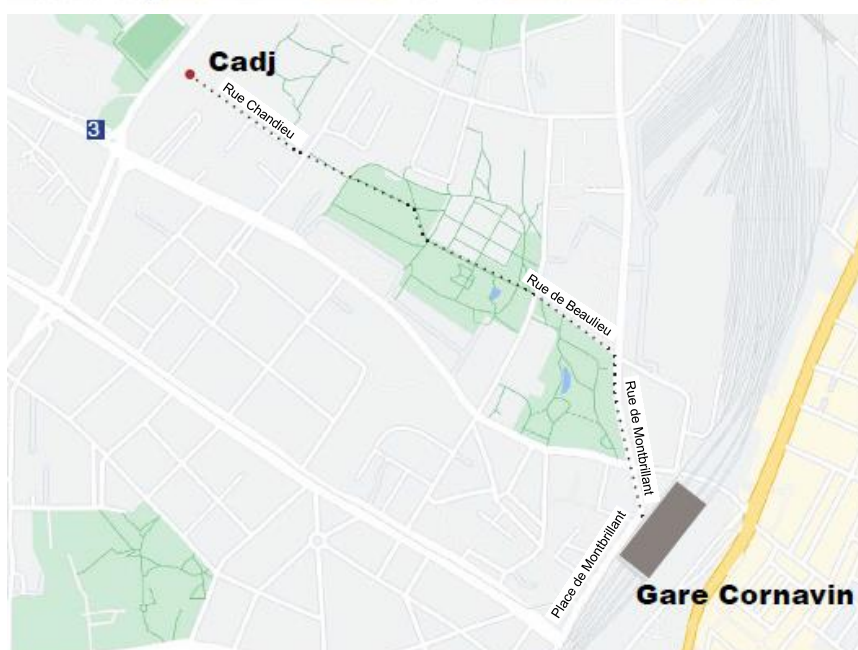 Cadj
Rue Chandieu
3
Rue de Beaulieu
Rue de Montbrillant
Place de Montbrillant
Gare Cornavin